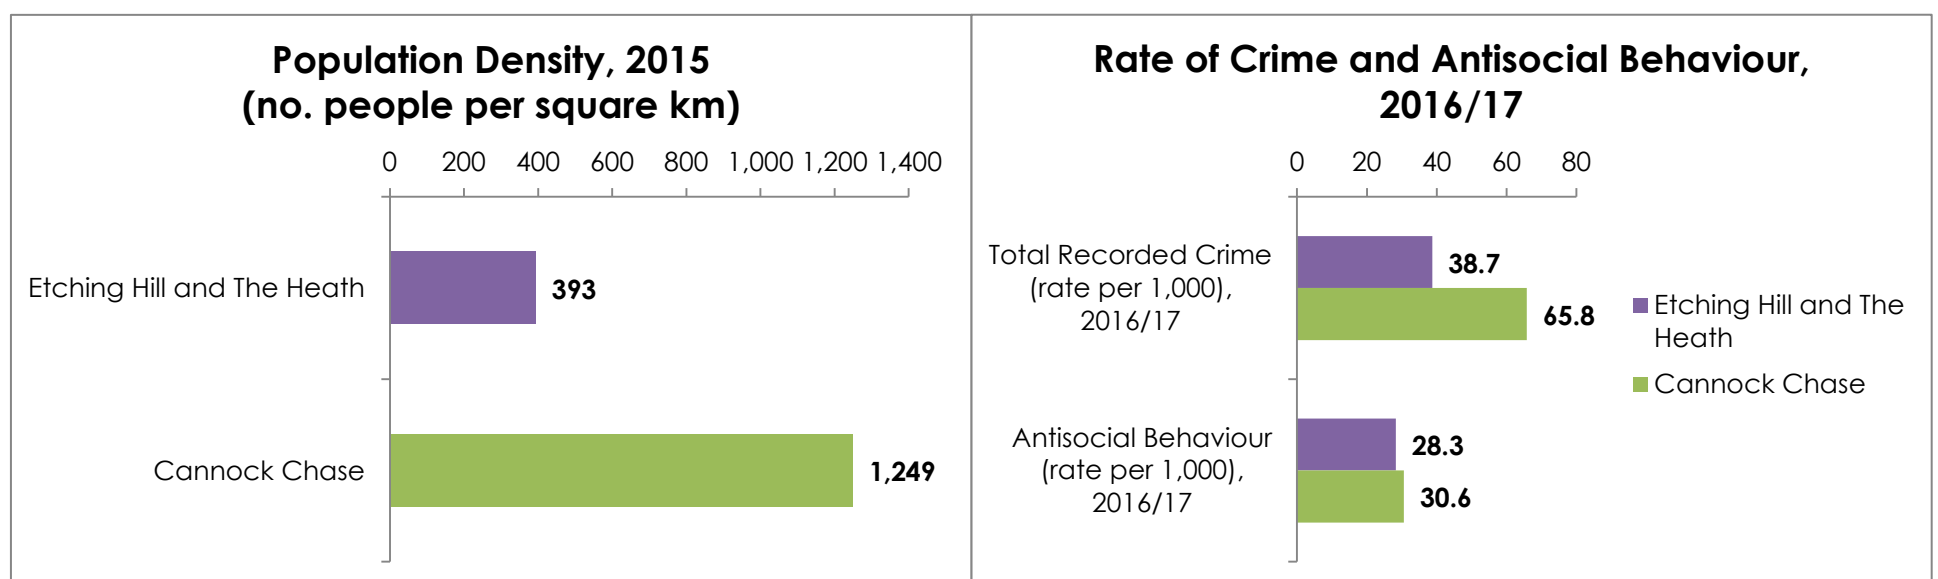 Population Density, 2015
(no. people per square km)
0 200 400 600 800 1,000 1,200 1,400
Etching Hill and The Heath
393
Cannock Chase
1,249
Rate of Crime and Antisocial Behaviour,
2016/17
0 20 40 60 80
Total Recorded Crime
(rate per 1,000),
2016/17
38.7
65.8
Antisocial Behaviour
(rate per 1,000),
2016/17
28.3
30.6
Etching Hill and The
Heath
Cannock Chase